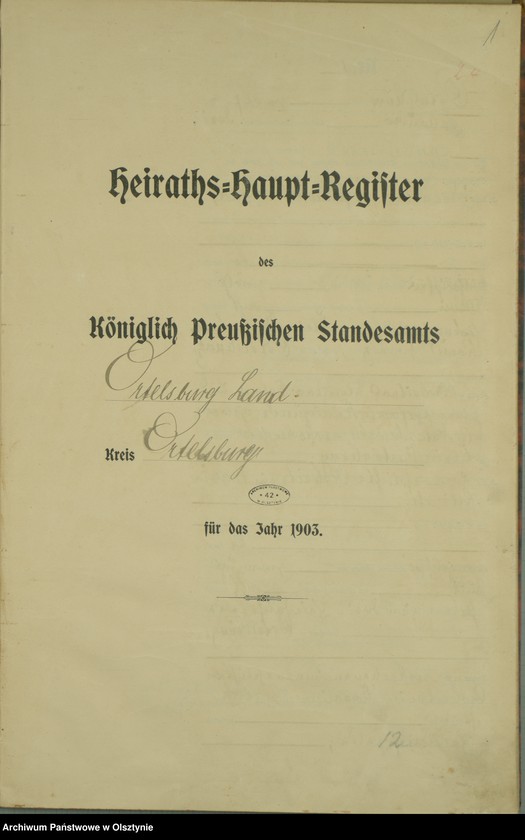 1
Heiraths-Haupt-Register
des
Königlich Preußischen Standesamts
Ortelsburg Land-
Kreis Ortelsburg
42
für das Jahr 1903.
12
Archiwum Państwowe w Olsztynie